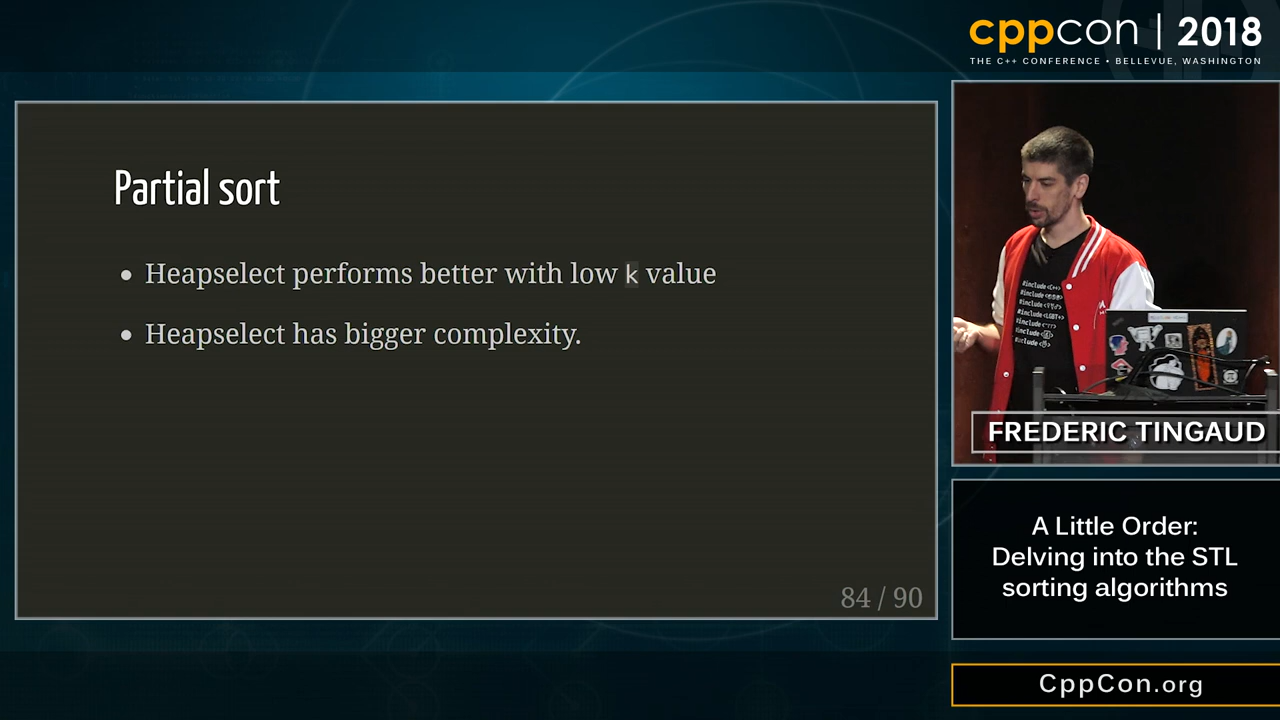 cppcon | 2018
THE C++ CONFERENCE • BELLEVUE, WASHINGTON
Partial sort
Heapselect performs better with low k value
Heapselect has bigger complexity.
84 / 90
#include<C++>
FREDERIC TINGAUD
A Little Order:
Delving into the STL
sorting algorithms
CppCon.org